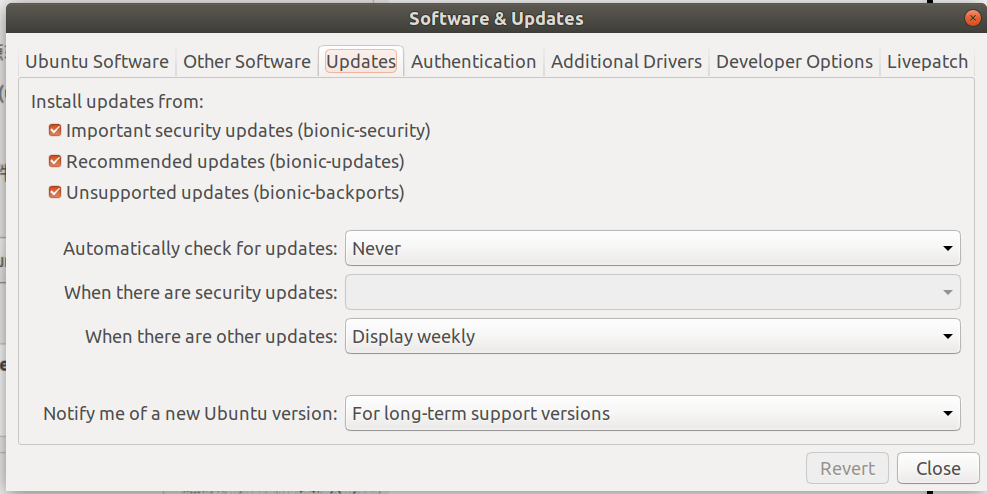 Software & Updates
Ubuntu Software Other Software Updates Authentication Additional Drivers Developer Options Livepatch
Install updates from:
Important security updates (bionic-security)
Recommended updates (bionic-updates)
Unsupported updates (bionic-backports)
Automatically check for updates: Never
When there are security updates:
When there are other updates: Display weekly
Notify me of a new Ubuntu version: For long-term support versions
Revert Close